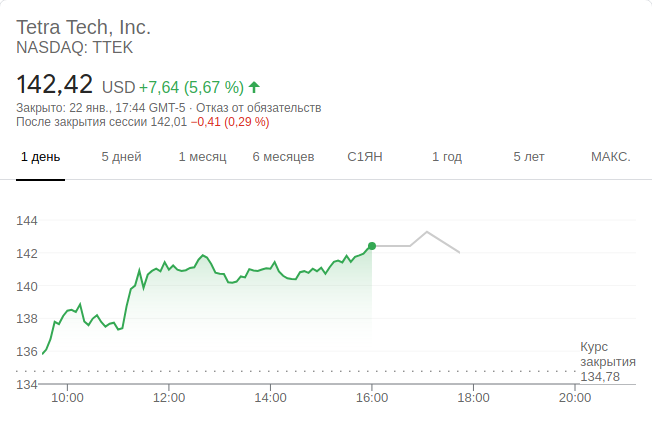 Tetra Tech, Inc.
NASDAQ: TTEK
142,42 USD +7,64 (5,67 %)
Закрыто: 22 янв., 17:44 GMT-5 · Отказ от обязательств
После закрытия сессии 142,01 −0,41 (0,29 %)
1 день 5 дней 1 месяц 6 месяцев С1ЯН 1 год 5 лет МАКС.
144
142
140
138
136
Курс
закрытия
134,78
134
10:00 12:00 14:00 16:00 18:00 20:00